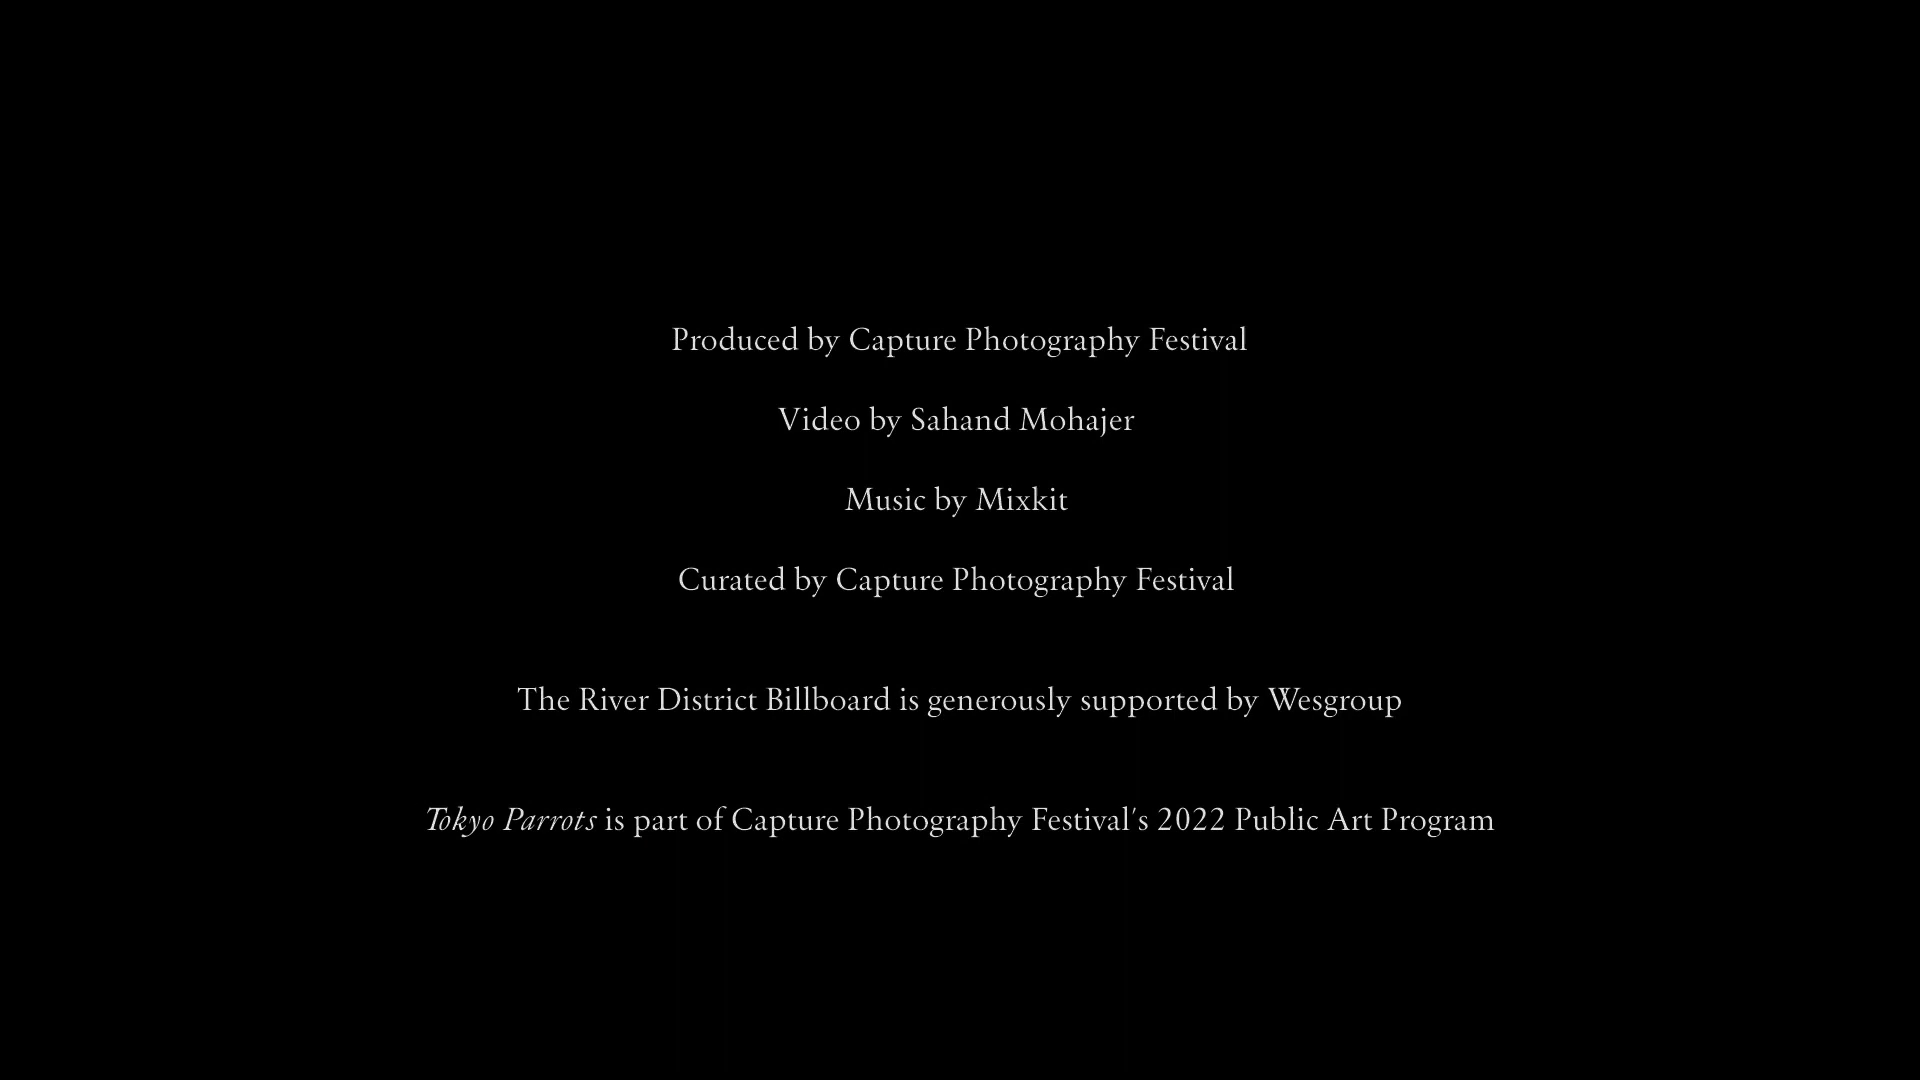 Produced by Capture Photography Festival
Video by Sahand Mohajer
Music by Mixkit
Curated by Capture Photography Festival
The River District Billboard is generously supported by Wesgroup
Tokyo Parrots is part of Capture Photography Festival's 2022 Public Art Program